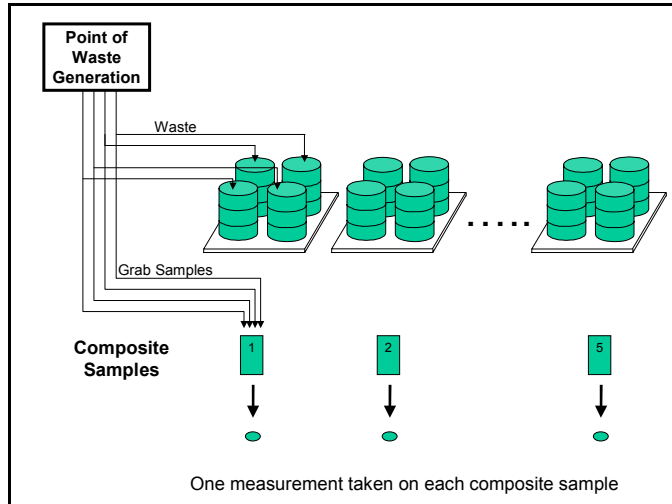 Point of
Waste
Generation
Waste
Grab Samples
Composite
Samples
1
2
5
One measurement taken on each composite sample